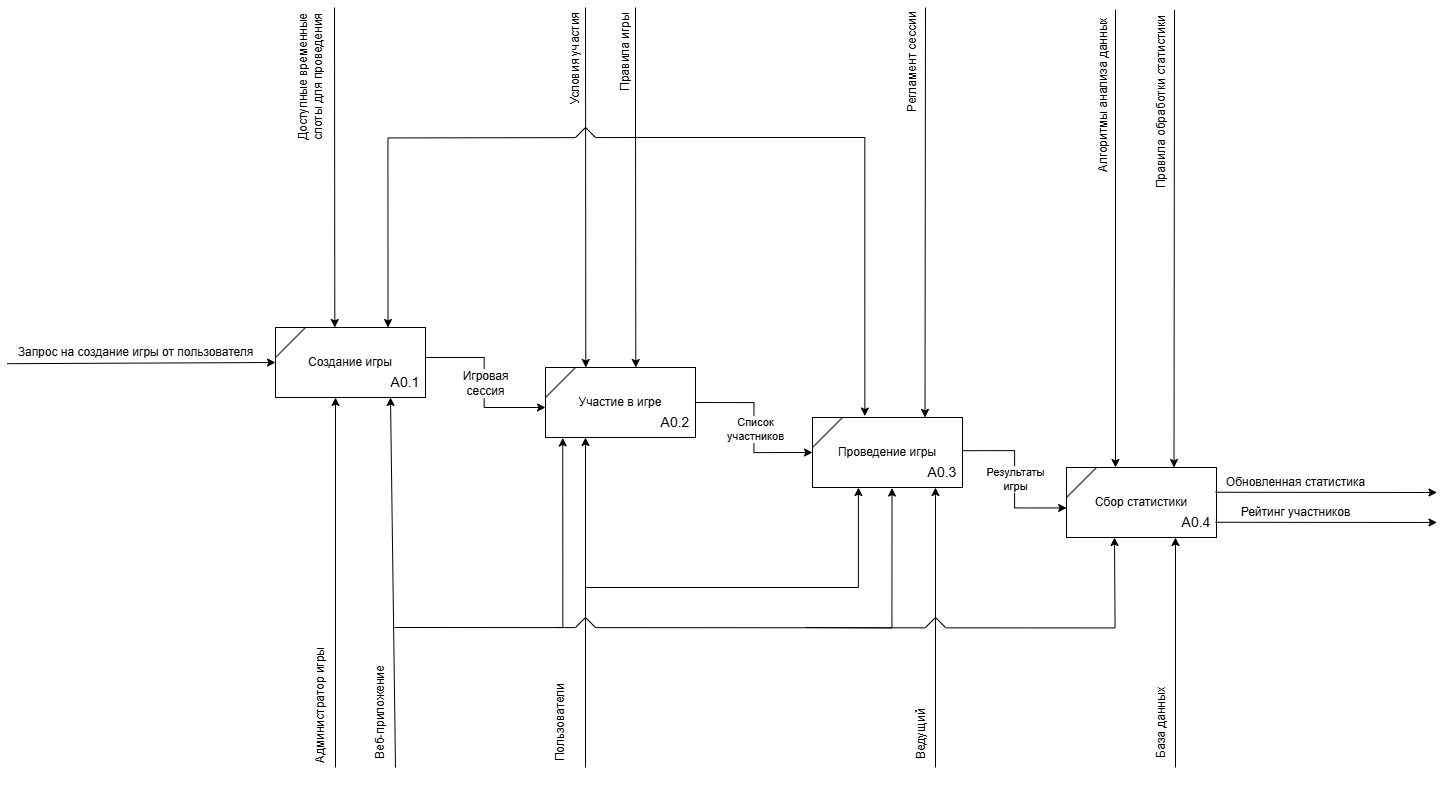 Доступные временные
слоты для проведения
Условия участия
Правила игры
Регламент сессии
Алгоритмы анализа данных
Правила обработки статистики
Запрос на создание игры от пользователя
Создание игры
A0.1
Игровая
сессия
Участие в игре
A0.2
Список
участников
Проведение игры
A0.3
Результаты
игры
Сбор статистики
A0.4
Обновленная статистика
Рейтинг участников
Администратор игры
Веб-приложение
Пользователи
Ведущий
База данных